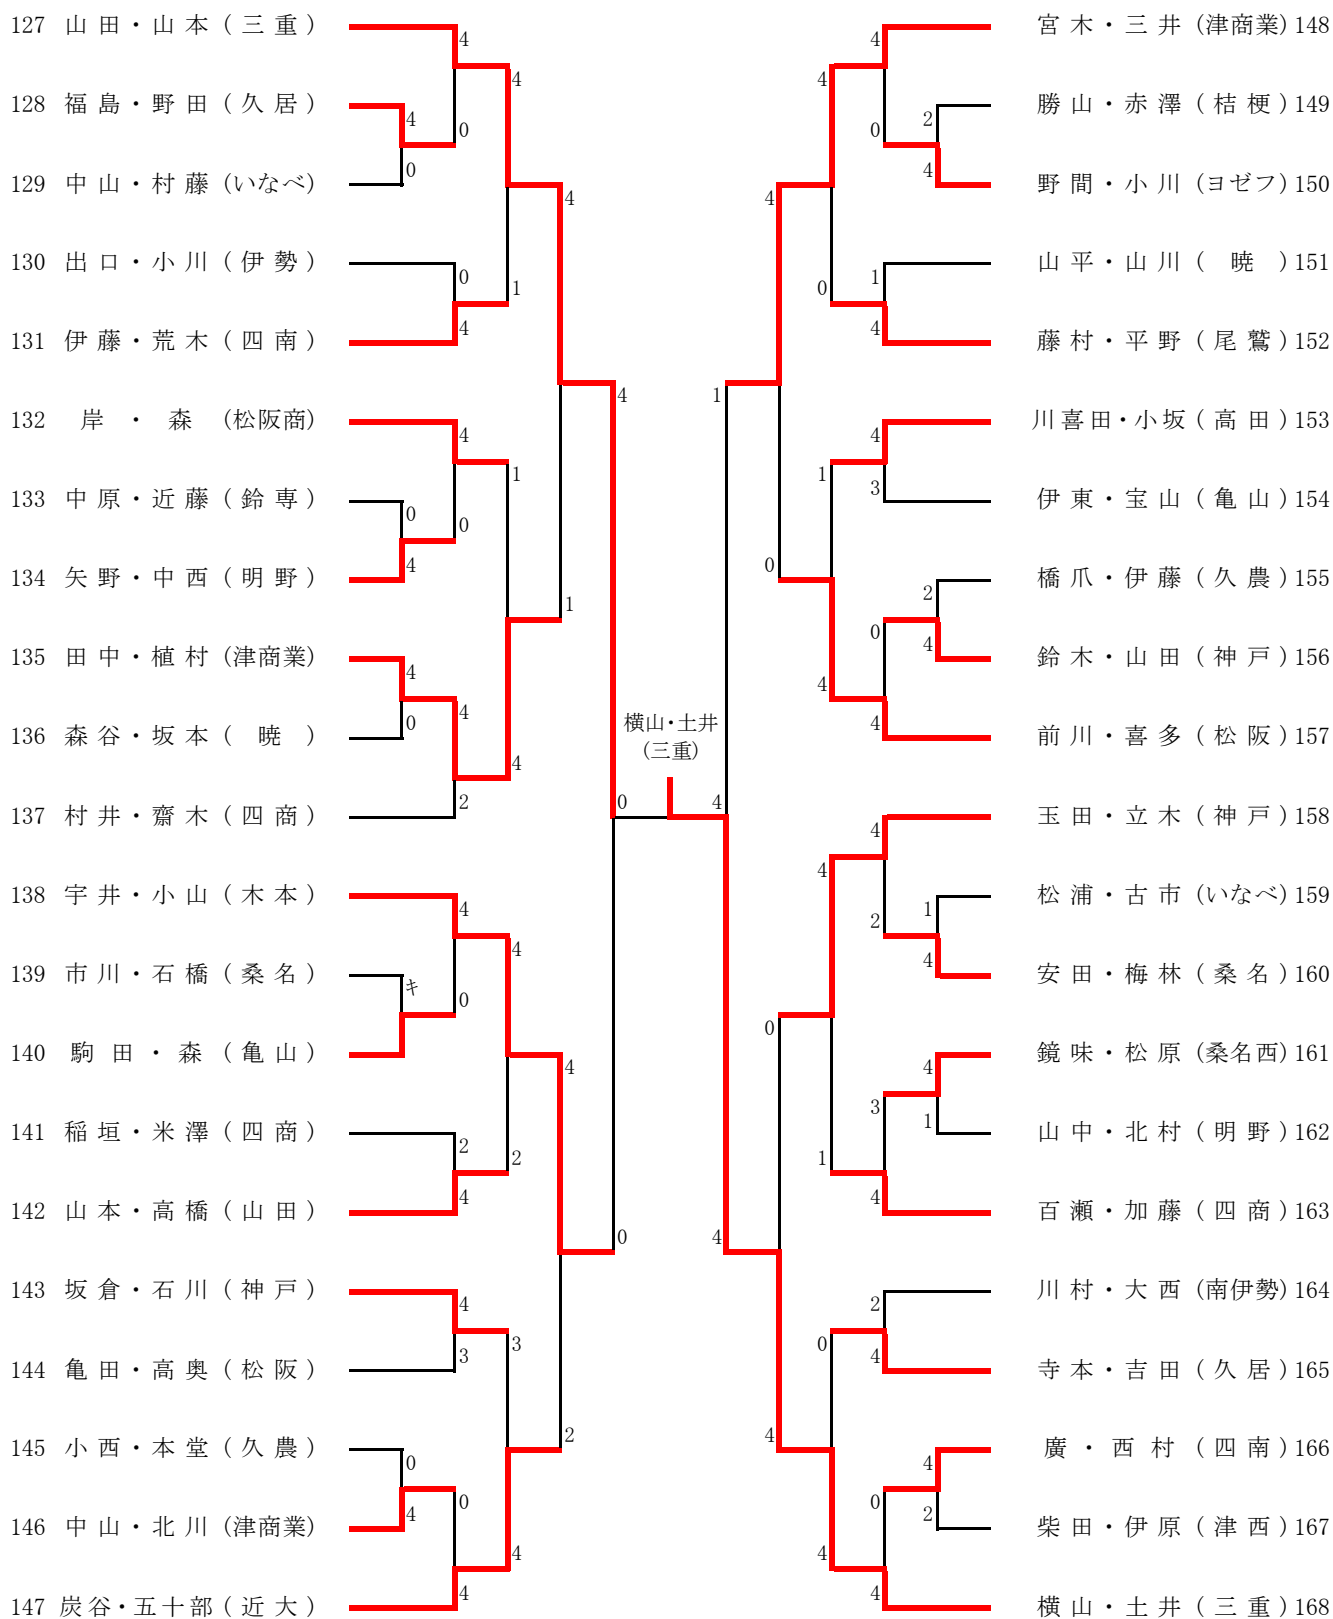 127 山田・山本(三重)
128 福島・野田(久居)
129 中山・村藤(いなべ)
130 出口・小川(伊勢)
131 伊藤・荒木(四南)
132 岸・森(松阪商)
133 中原・近藤(鈴専)
134 矢野・中西(明野)
135 田中・植村(津商業)
136 森谷・坂本(暁)
137 村井・齋木(四商)
138 宇井・小山(木本)
139 市川・石橋(桑名)
140 駒田・森(亀山)
141 稲垣・米澤(四商)
142 山本・高橋(山田)
143 坂倉・石川(神戸)
144 亀田・高奥(松阪)
145 小西・本堂(久農)
146 中山・北川(津商業)
147 炭谷・五十部(近大)
4
4
0
0
4
4
0
1
4
4
4
1
0
0
4
1
4
4
0
4
2
0
4
4
キ
0
4
2
2
4
0
4
3
3
2
0
0
4
4
4
横山・土井
(三重)
4
4
0
2
4
4
1
0
4
1
4
1
3
0
2
0
4
4
4
4
4
4
2
1
4
0
4
3
1
1
4
4
2
0
4
4
4
0
2
4
4
宮木・三井(津商業)148
勝山・赤澤(桔梗)149
野間・小川(ヨゼフ)150
山平・山川(暁)151
藤村・平野(尾鷲)152
川喜田・小坂(高田)153
伊東・宝山(亀山)154
橋爪・伊藤(久農)155
鈴木・山田(神戸)156
前川・喜多(松阪)157
玉田・立木(神戸)158
松浦・古市(いなべ)159
安田・梅林(桑名)160
鏡味・松原(桑名西)161
山中・北村(明野)162
百瀬・加藤(四商)163
川村・大西(南伊勢)164
寺本・吉田(久居)165
廣・西村(四南)166
柴田・伊原(津西)167
横山・土井(三重)168